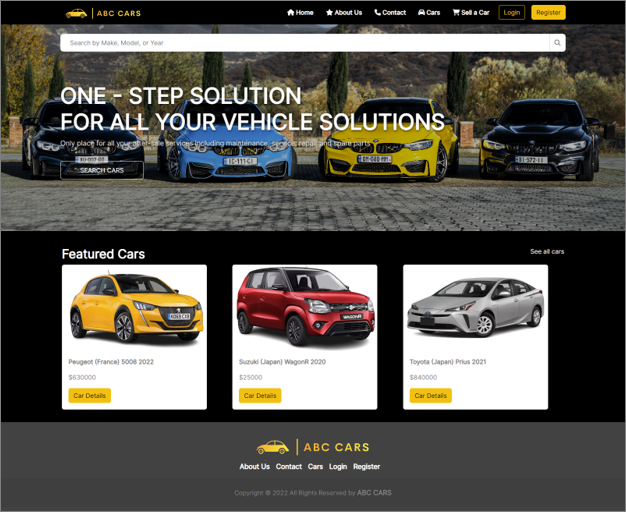 ABC CARS
Home About Us Contact Cars Sell a Car Login Register
Search by Make, Model, or Year
ONE - STEP SOLUTION
FOR ALL YOUR VEHICLE SOLUTIONS
Only place for all your after-sale services including maintenance, service, repair and spare parts
SEARCH CARS
Featured Cars
See all cars
WAGONR
Peugeot (France) 5008 2022
Suzuki (Japan) WagonR 2020
Toyota (Japan) Prius 2021
$630000
$25000
$840000
Car Details
Car Details
Car Details
ABC CARS
About Us Contact Cars Login Register
Copyright © 2022 All Rights Reserved by ABC CARS